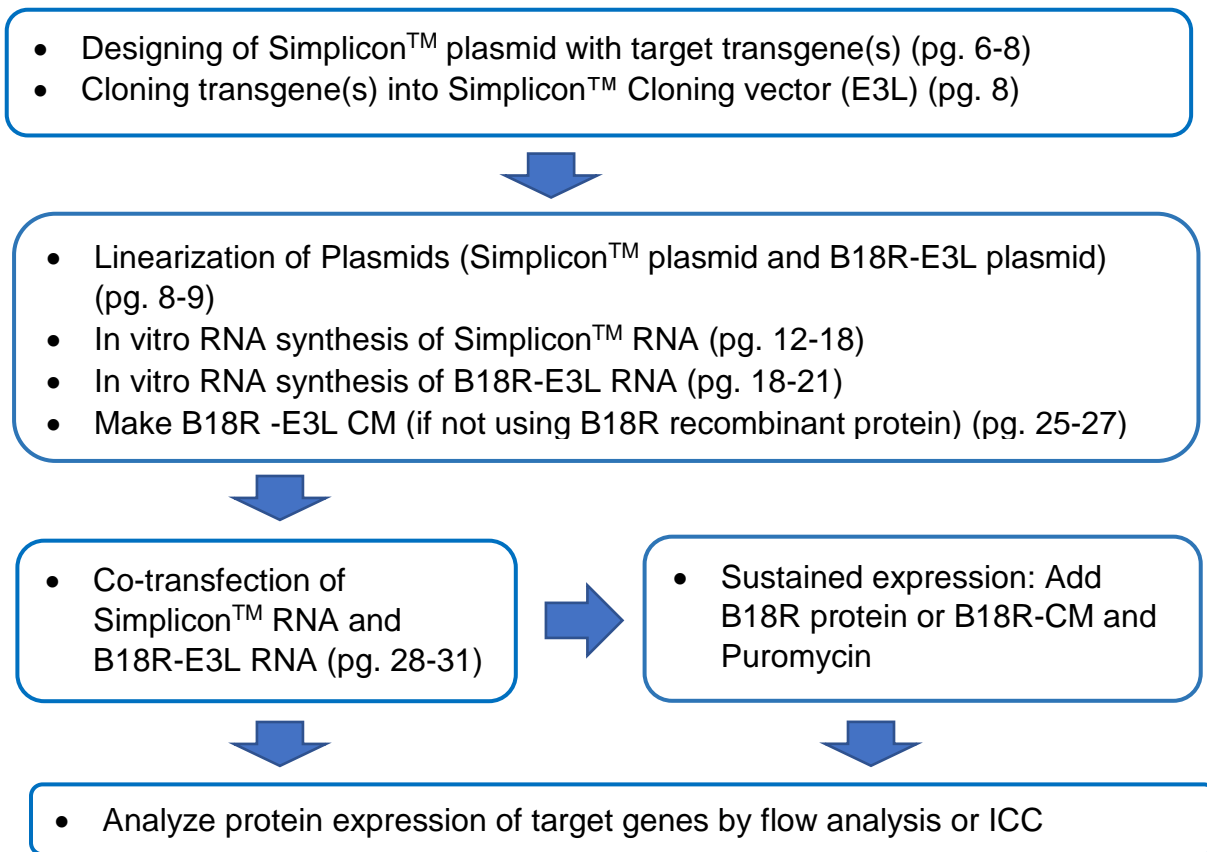 • Designing of Simplicon™ plasmid with target transgene(s) (pg. 6-8)
• Cloning transgene(s) into Simplicon™ Cloning vector (E3L) (pg. 8)
• Linearization of Plasmids (Simplicon™ plasmid and B18R-E3L plasmid)
(pg. 8-9)
• In vitro RNA synthesis of Simplicon™ RNA (pg. 12-18)
• In vitro RNA synthesis of B18R-E3L RNA (pg. 18-21)
• Make B18R -E3L CM (if not using B18R recombinant protein) (pg. 25-27)
• Co-transfection of
Simplicon™ RNA and
B18R-E3L RNA (pg. 28-31)
• Sustained expression: Add
B18R protein or B18R-CM and
Puromycin
• Analyze protein expression of target genes by flow analysis or ICC